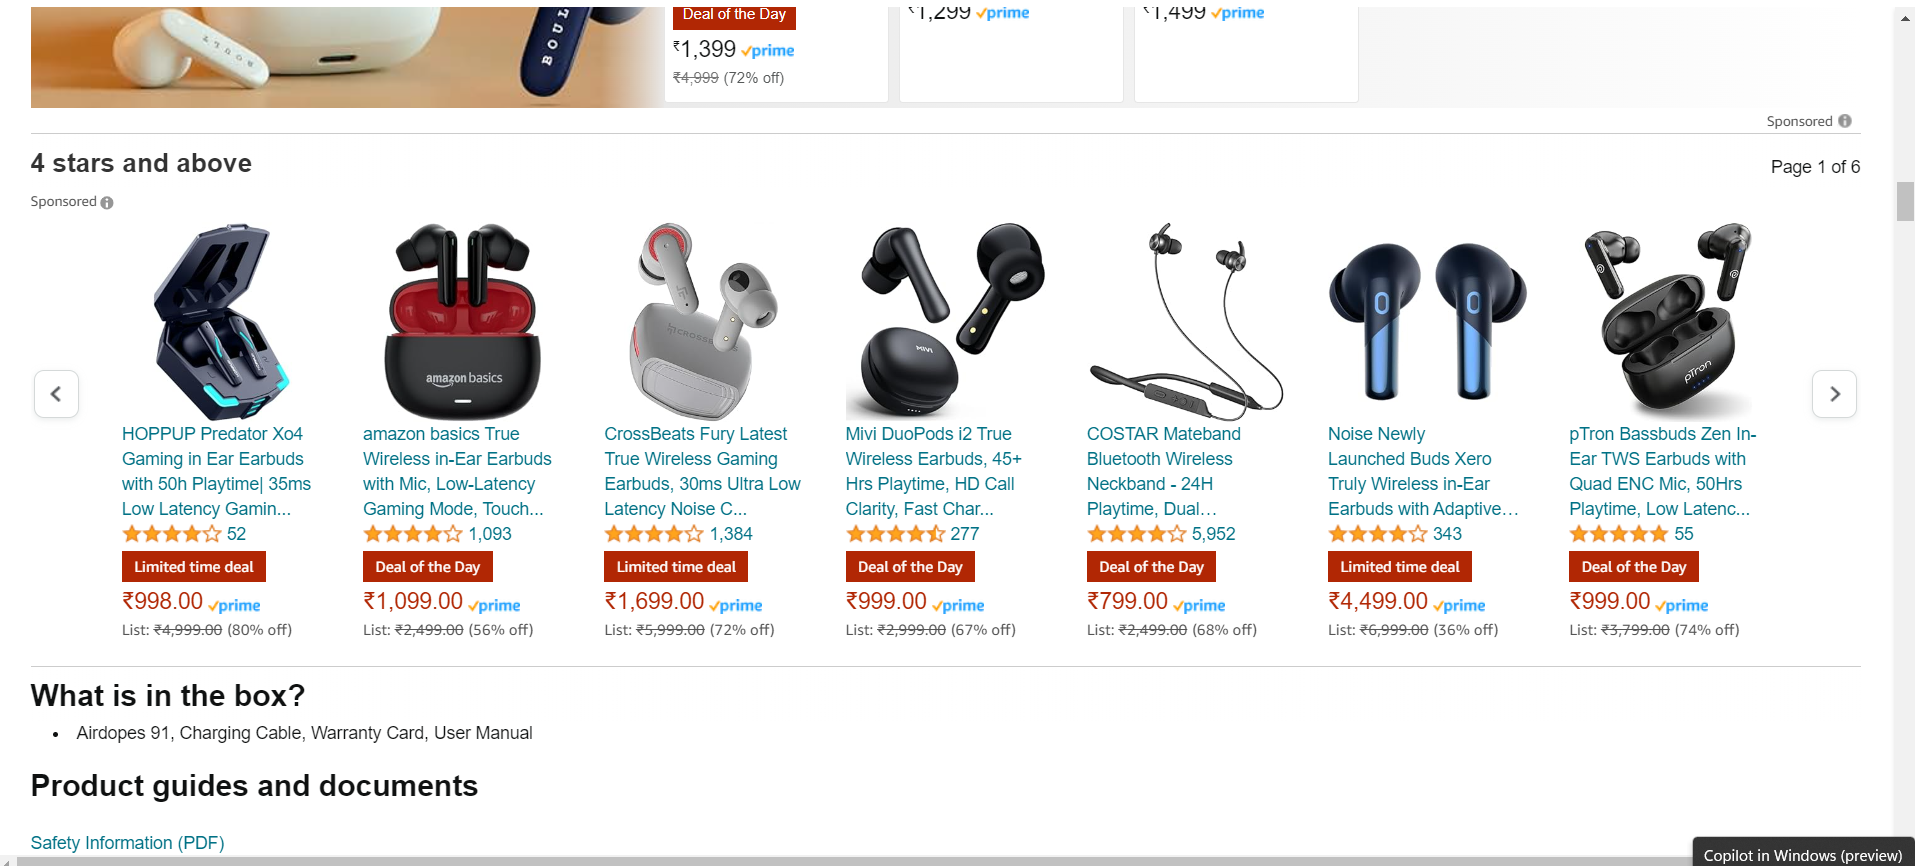 Deal of the Day
₹1,299 prime
₹1,499 prime
₹1,399 prime
₹4,999 (72% off)
BOULT
BOUL
Sponsored
4 stars and above
Page 1 of 6
Sponsored
amazon basics
CROSSBEATS
MIVI
pTron
HOPPUP Predator Xo4
Gaming in Ear Earbuds
with 50h Playtime| 35ms
Low Latency Gamin...
52
Limited time deal
₹998.00 prime
List: ₹4,999.00 (80% off)
amazon basics True
Wireless in-Ear Earbuds
with Mic, Low-Latency
Gaming Mode, Touch...
1,093
Deal of the Day
₹1,099.00 prime
List: ₹2,499.00 (56% off)
CrossBeats Fury Latest
True Wireless Gaming
Earbuds, 30ms Ultra Low
Latency Noise C...
1,384
Limited time deal
₹1,699.00 prime
List: ₹5,999.00 (72% off)
Mivi DuoPods i2 True
Wireless Earbuds, 45+
Hrs Playtime, HD Call
Clarity, Fast Char...
277
Deal of the Day
₹999.00 prime
List: ₹2,999.00 (67% off)
COSTAR Mateband
Bluetooth Wireless
Neckband - 24H
Playtime, Dual...
5,952
Deal of the Day
₹799.00 prime
List: ₹2,499.00 (68% off)
Noise Newly
Launched Buds Xero
Truly Wireless in-Ear
Earbuds with Adaptive...
343
Limited time deal
₹4,499.00 prime
List: ₹6,999.00 (36% off)
pTron Bassbuds Zen In-
Ear TWS Earbuds with
Quad ENC Mic, 50Hrs
Playtime, Low Latenc...
55
Deal of the Day
₹999.00 prime
List: ₹3,799.00 (74% off)
What is in the box?
• Airdopes 91, Charging Cable, Warranty Card, User Manual
Product guides and documents
Safety Information (PDF)
Copilot in Windows (preview)